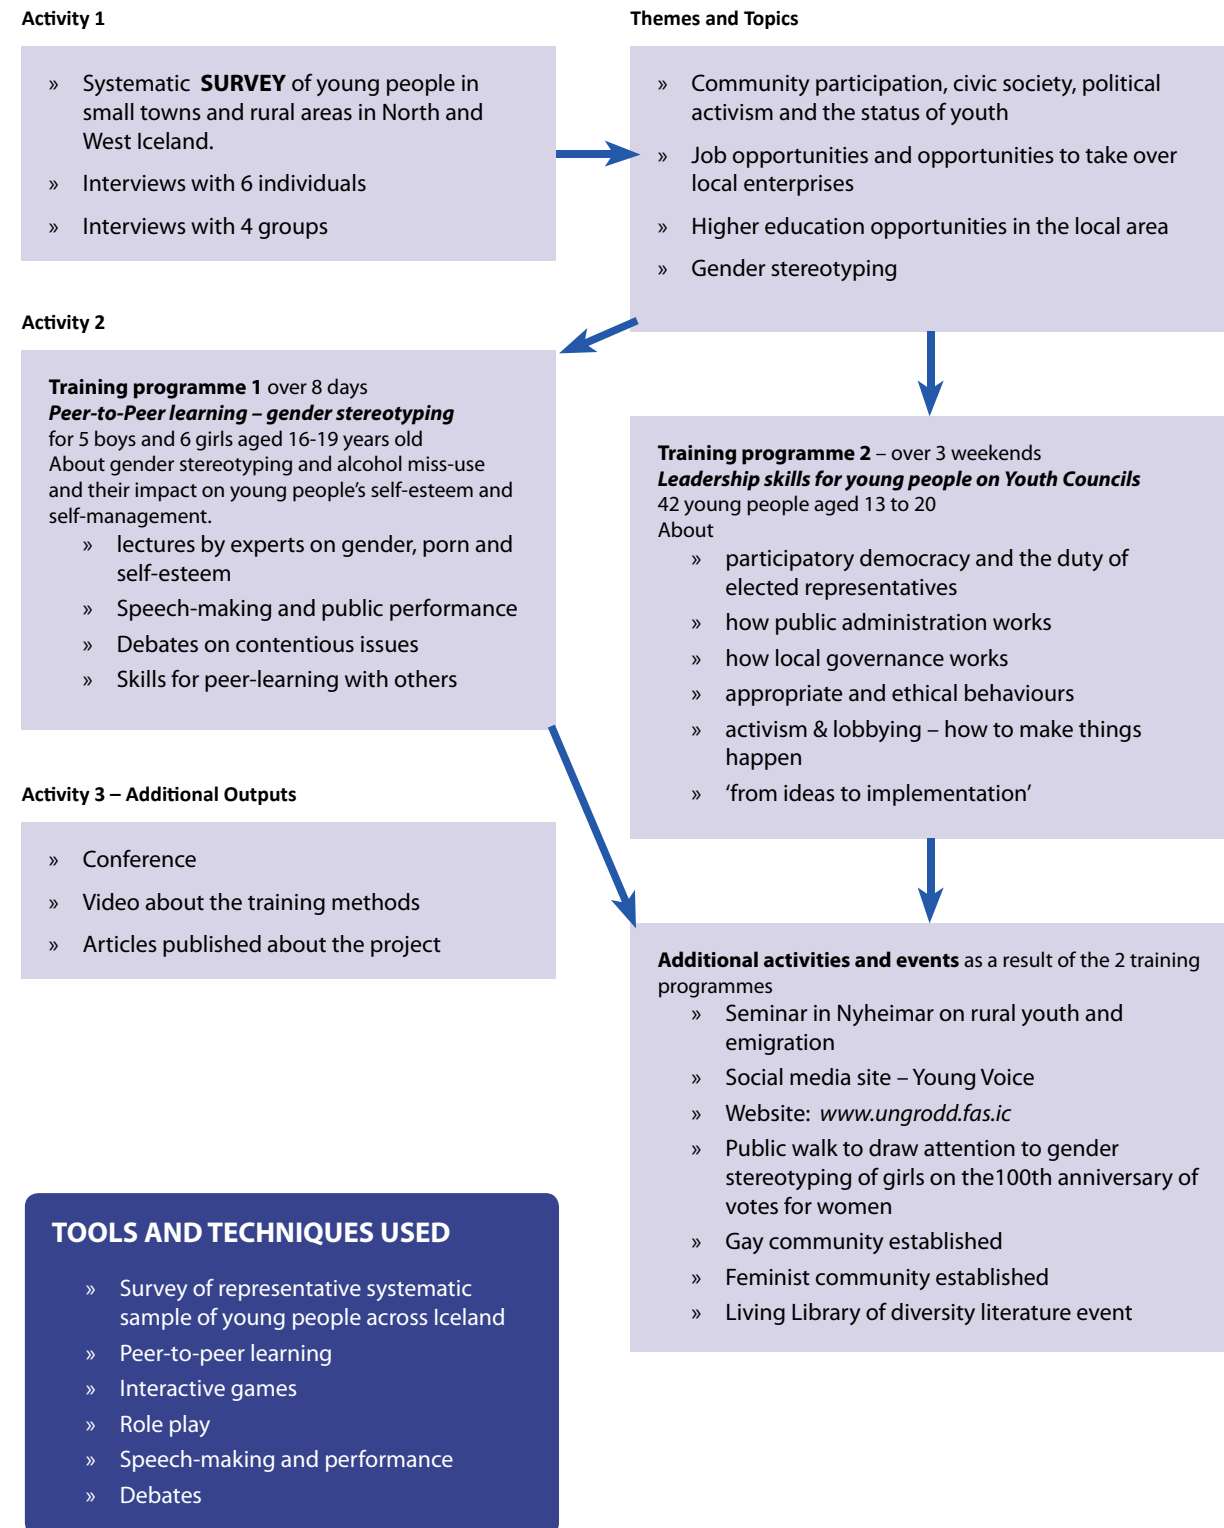 Activity 1
» Systematic SURVEY of young people in
small towns and rural areas in North and
West Iceland.
» Interviews with 6 individuals
» Interviews with 4 groups
Themes and Topics
» Community participation, civic society, political
activism and the status of youth
» Job opportunities and opportunities to take over
local enterprises
» Higher education opportunities in the local area
» Gender stereotyping
Activity 2
Training programme 1 over 8 days
Peer-to-Peer learning – gender stereotyping
for 5 boys and 6 girls aged 16-19 years old
About gender stereotyping and alcohol miss-use
and their impact on young people’s self-esteem and
self-management.
» lectures by experts on gender, porn and
self-esteem
» Speech-making and public performance
» Debates on contentious issues
» Skills for peer-learning with others
Training programme 2 – over 3 weekends
Leadership skills for young people on Youth Councils
42 young people aged 13 to 20
About
» participatory democracy and the duty of
elected representatives
» how public administration works
» how local governance works
» appropriate and ethical behaviours
» activism & lobbying – how to make things
happen
» ‘from ideas to implementation’
Activity 3 – Additional Outputs
» Conference
» Video about the training methods
» Articles published about the project
Additional activities and events as a result of the 2 training
programmes
» Seminar in Nyheimar on rural youth and
emigration
» Social media site – Young Voice
» Website: www.ungrodd.fas.ic
» Public walk to draw attention to gender
stereotyping of girls on the100th anniversary of
votes for women
» Gay community established
» Feminist community established
» Living Library of diversity literature event
TOOLS AND TECHNIQUES USED
» Survey of representative systematic
sample of young people across Iceland
» Peer-to-peer learning
» Interactive games
» Role play
» Speech-making and performance
» Debates